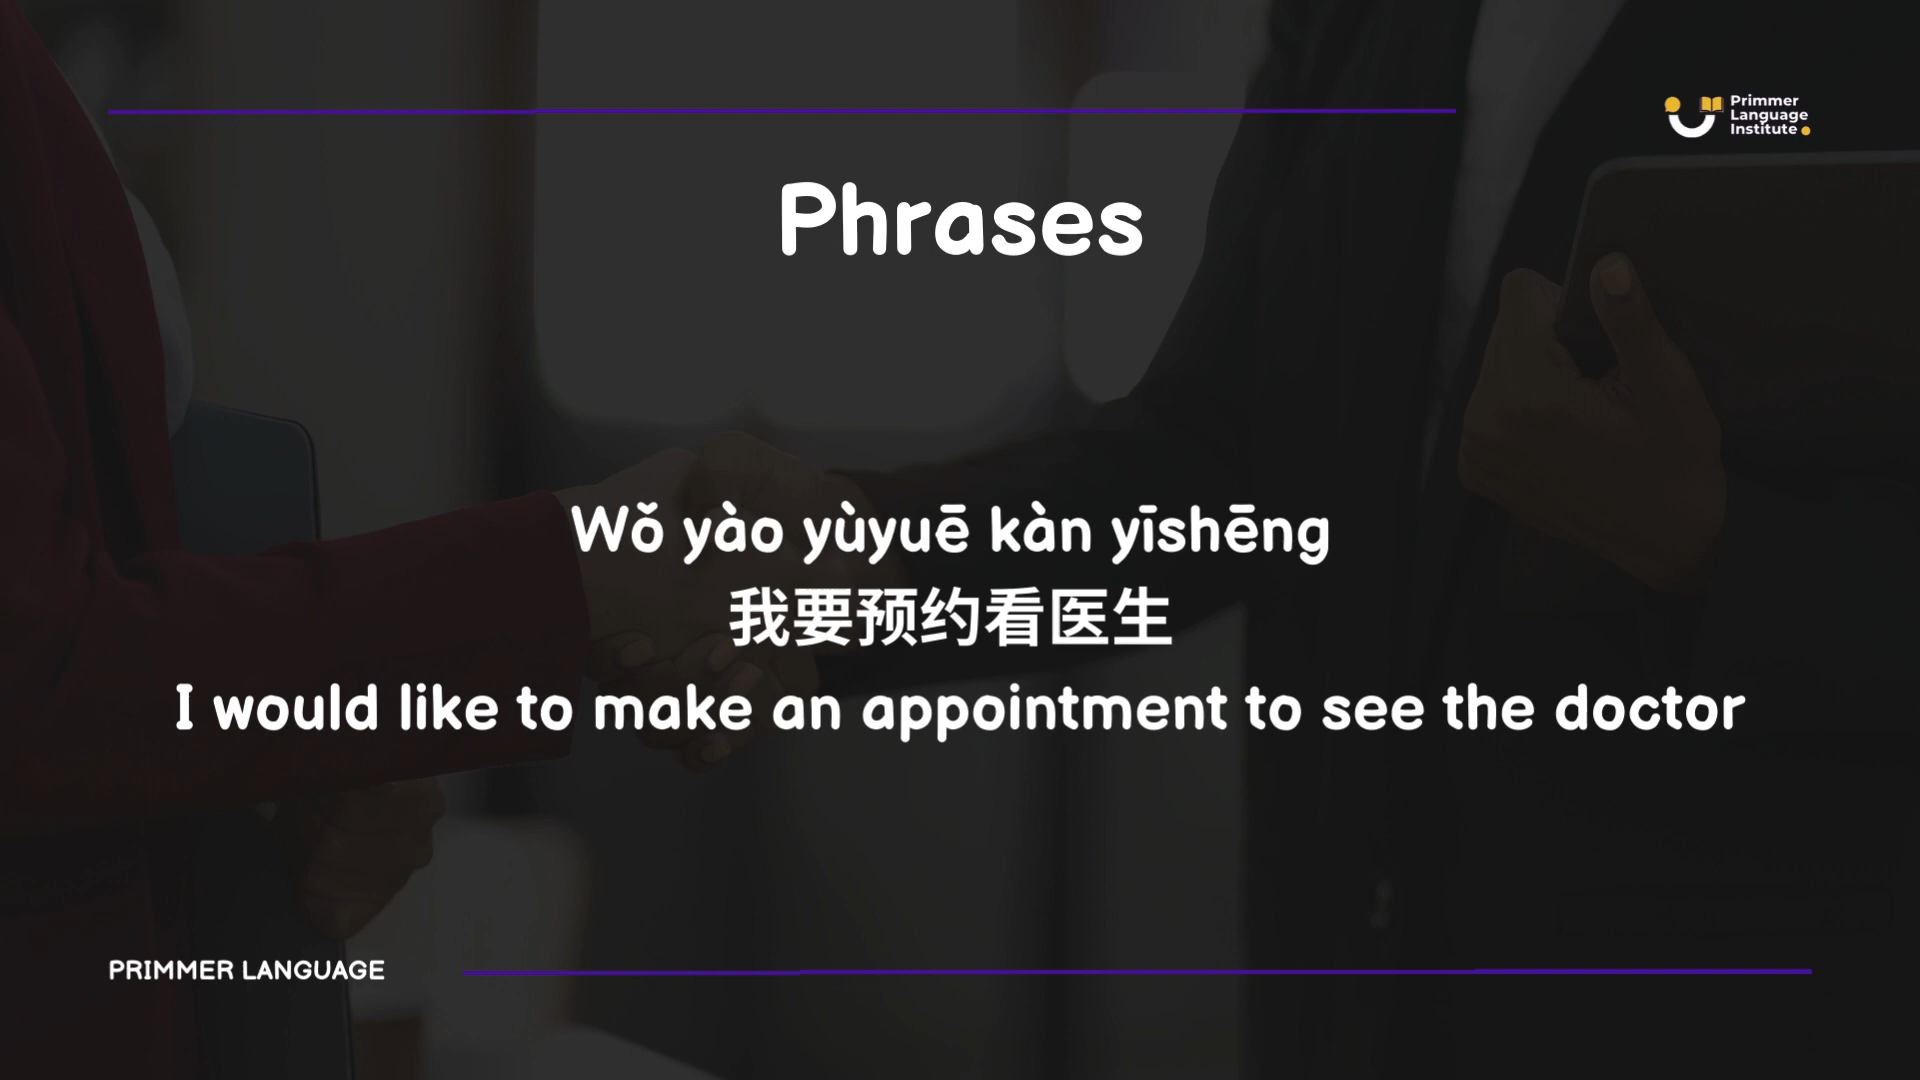 Primmer
Language
Institute
Phrases
Wǒ yào yùyuē kàn yīshēng
我要预约看医生
I would like to make an appointment to see the doctor
PRIMMER LANGUAGE